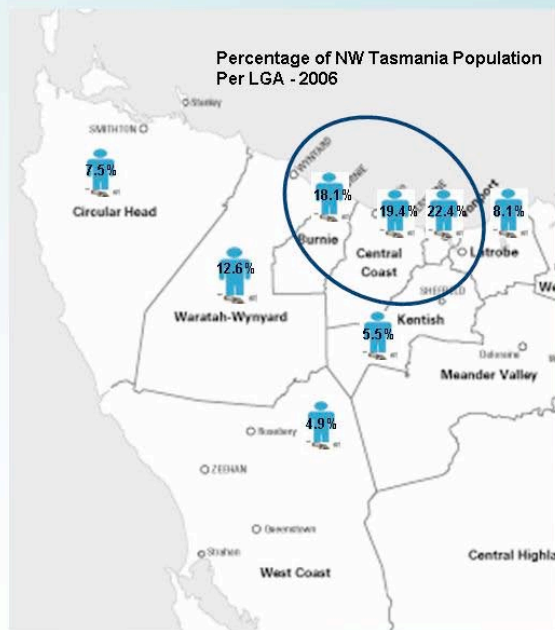 Percentage of NW Tasmania Population
Per LGA - 2006
Stanley
SMITHTON
WYNYARD
7.5%
18.1%
19.4%
22.4%
8.1%
Circular Head
Burnie
Central
Coast
Latrobe
12.6%
SHEFFIELD
Waratah-Wynyard
Kentish
5.5%
Meander Valley
4.9%
Rosebery
ZEEHAN
Queenstown
Strahan
West Coast
Central Highla